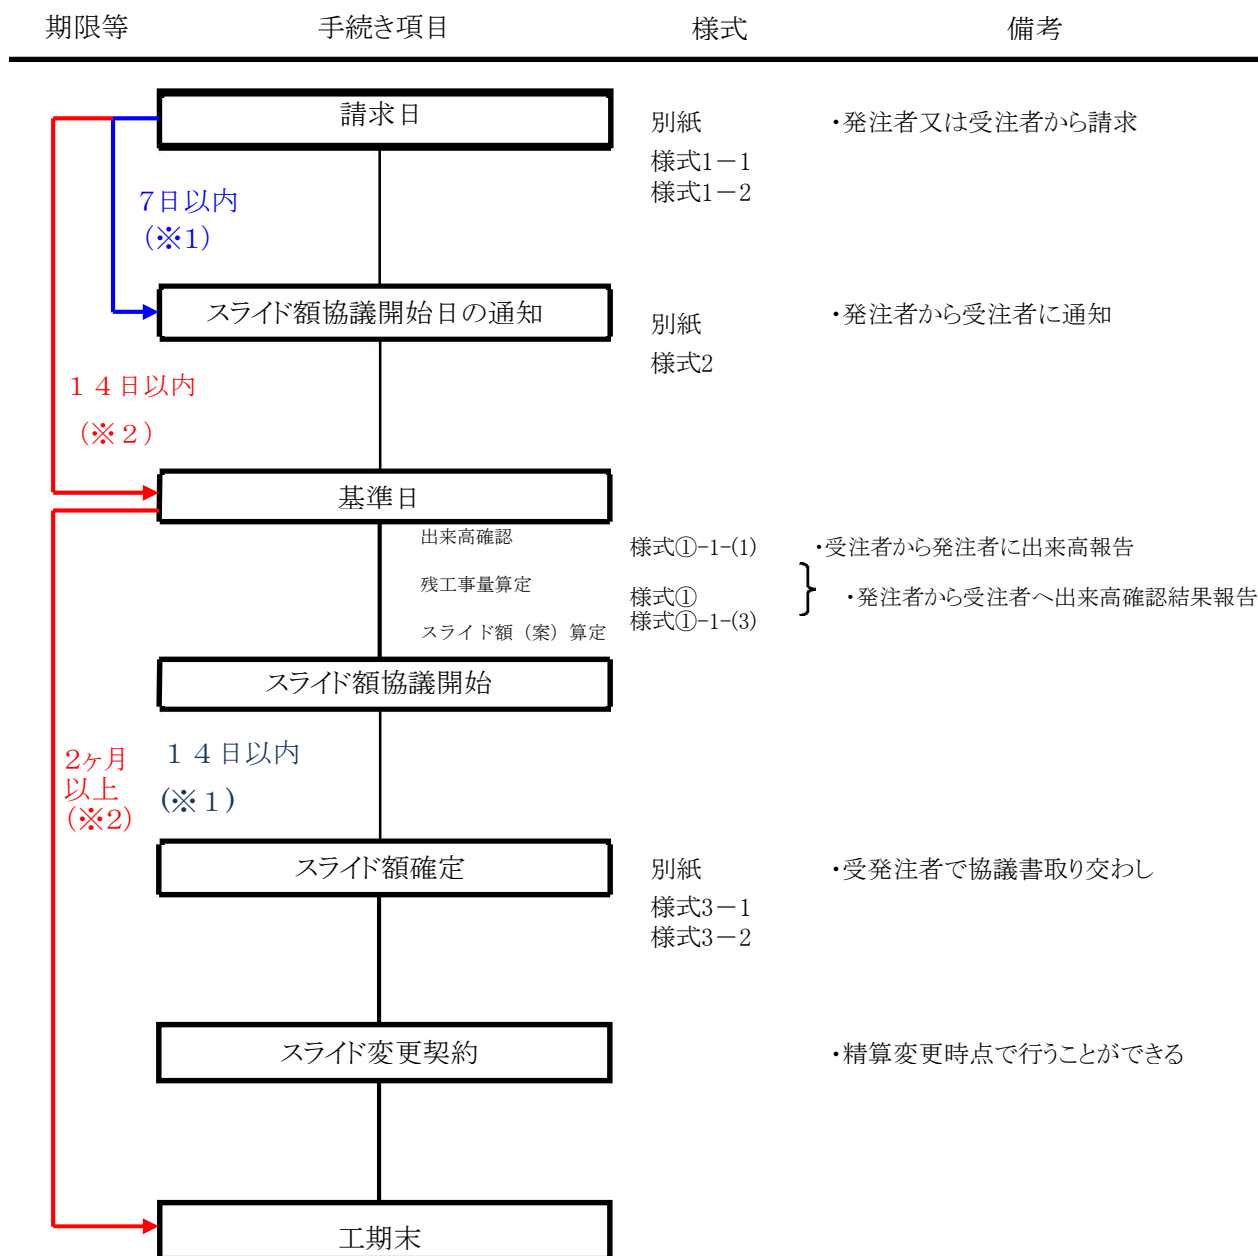 期限等 手続き項目 様式 備考
請求日
別紙 ・発注者又は受注者から請求
様式1－1
様式1－2
7日以内
(※1)
スライド額協議開始日の通知
別紙 ・発注者から受注者に通知
様式2
１４日以内
(※２)
基準日
出来高確認 様式①-1-(1) ・受注者から発注者に出来高報告
残工事量算定 様式① ・発注者から受注者へ出来高確認結果報告
様式①-1-(3)
スライド額（案）算定
スライド額協議開始
2ヶ月
以上
(※2)
１４日以内
(※１)
スライド額確定 別紙 ・受発注者で協議書取り交わし
様式3－1
様式3－2
スライド変更契約 ・精算変更時点で行うことができる
工期末